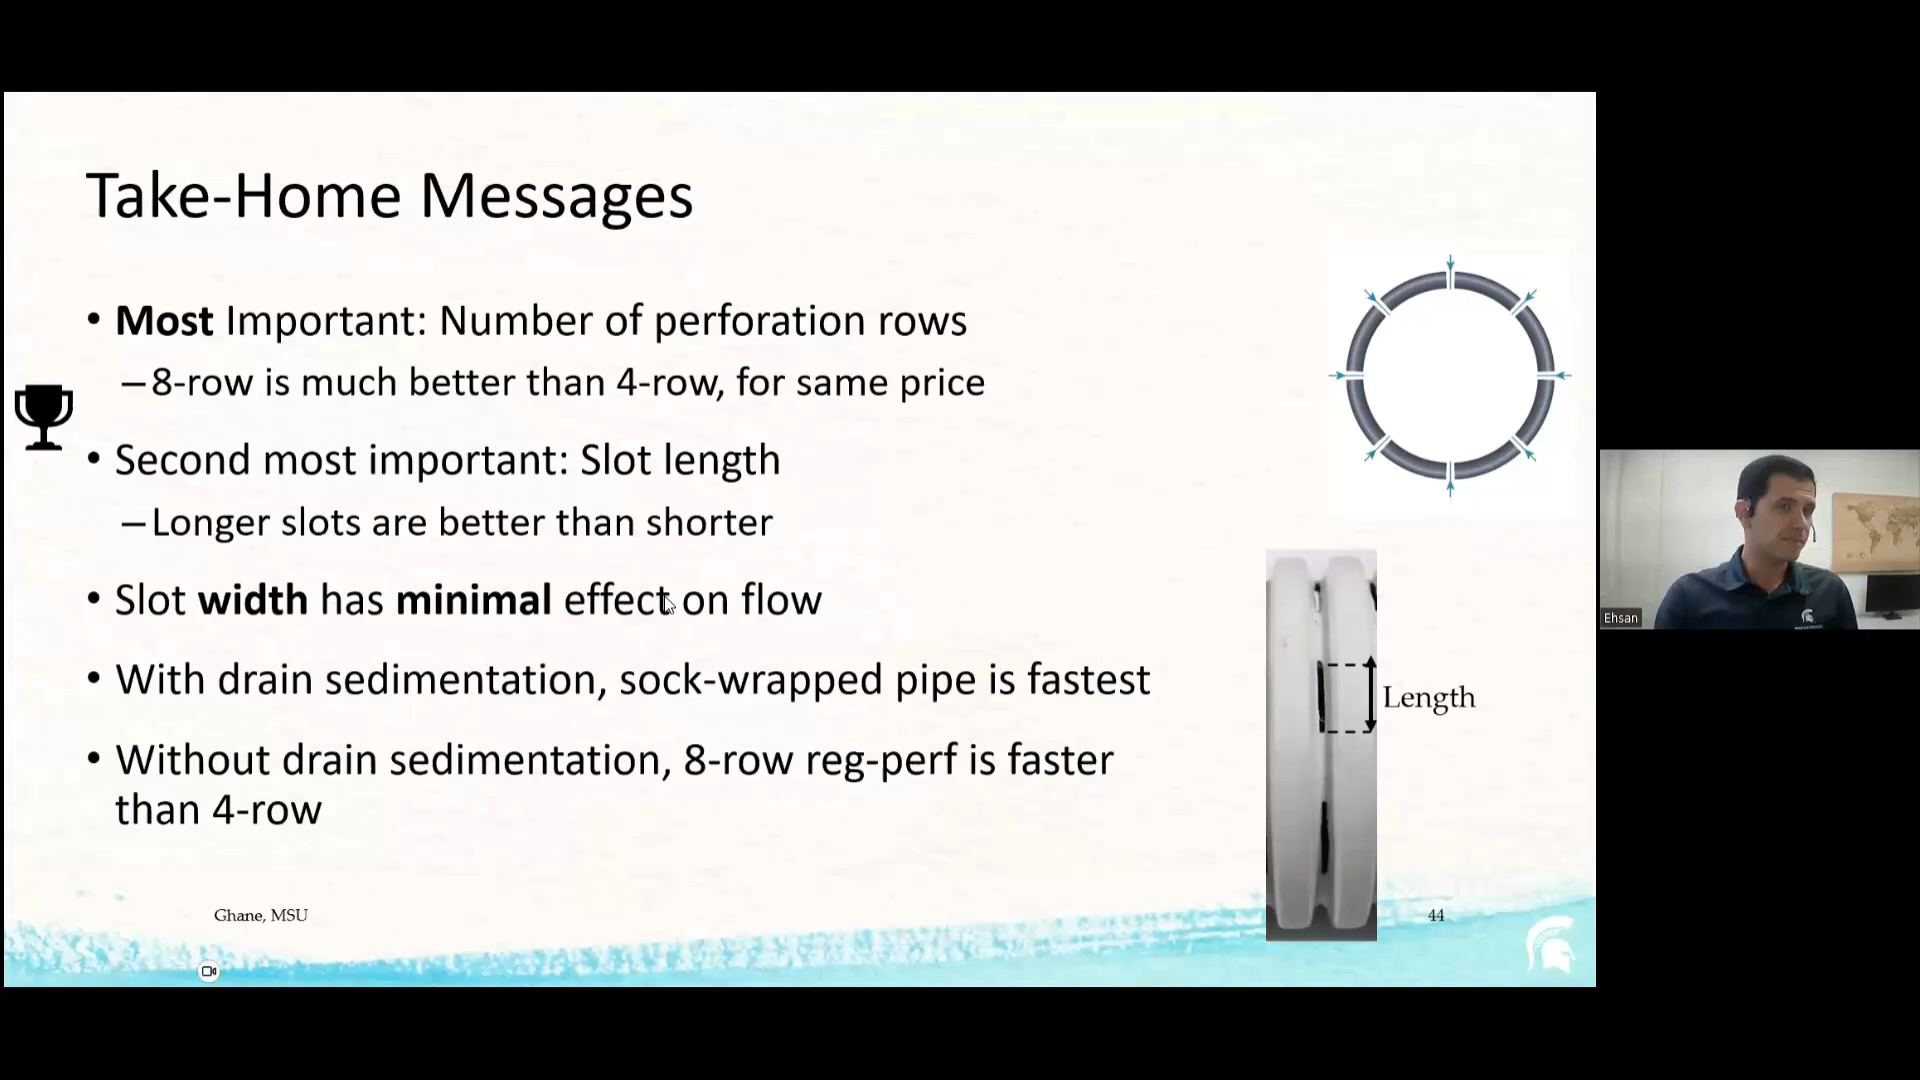 Take-Home Messages
• Most Important: Number of perforation rows
–8-row is much better than 4-row, for same price
• Second most important: Slot length
–Longer slots are better than shorter
• Slot width has minimal effect on flow
• With drain sedimentation, sock-wrapped pipe is fastest
• Without drain sedimentation, 8-row reg-perf is faster
than 4-row
Length
Ghane, MSU
44
Ehsan